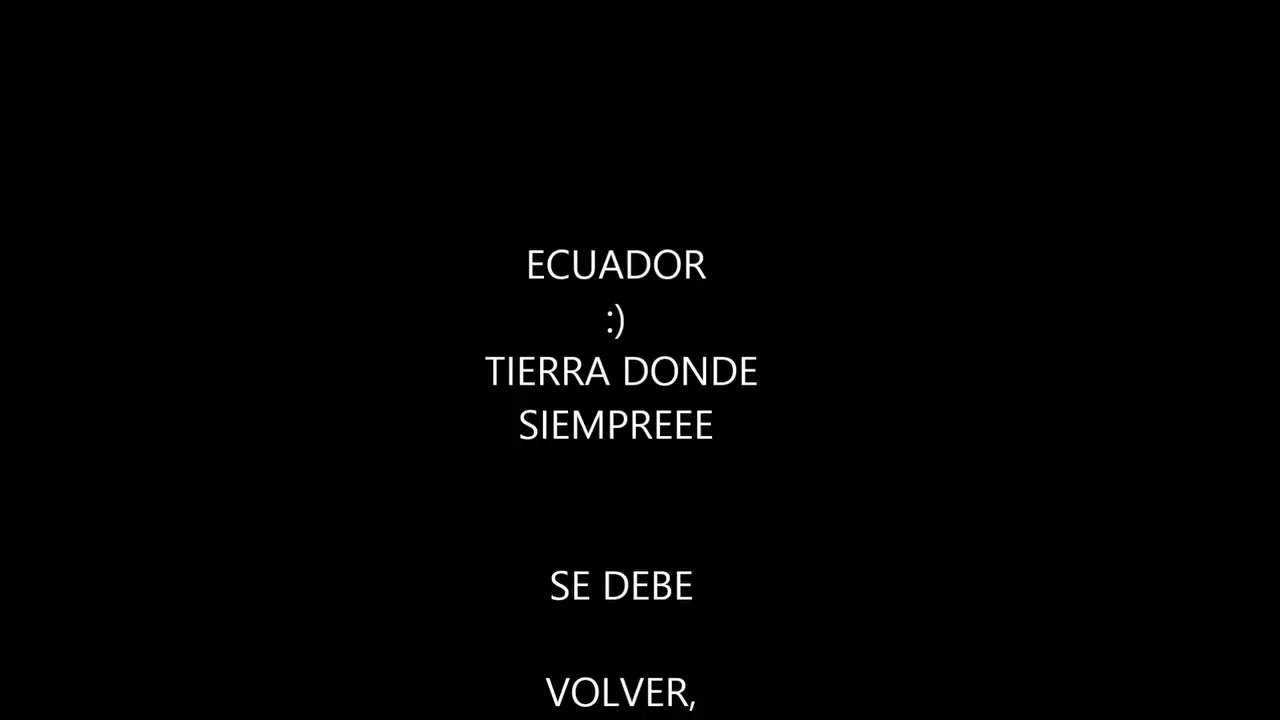 ECUADOR
:)
TIERRA DONDE
SIEMPREEE
SE DEBE
VOLVER,